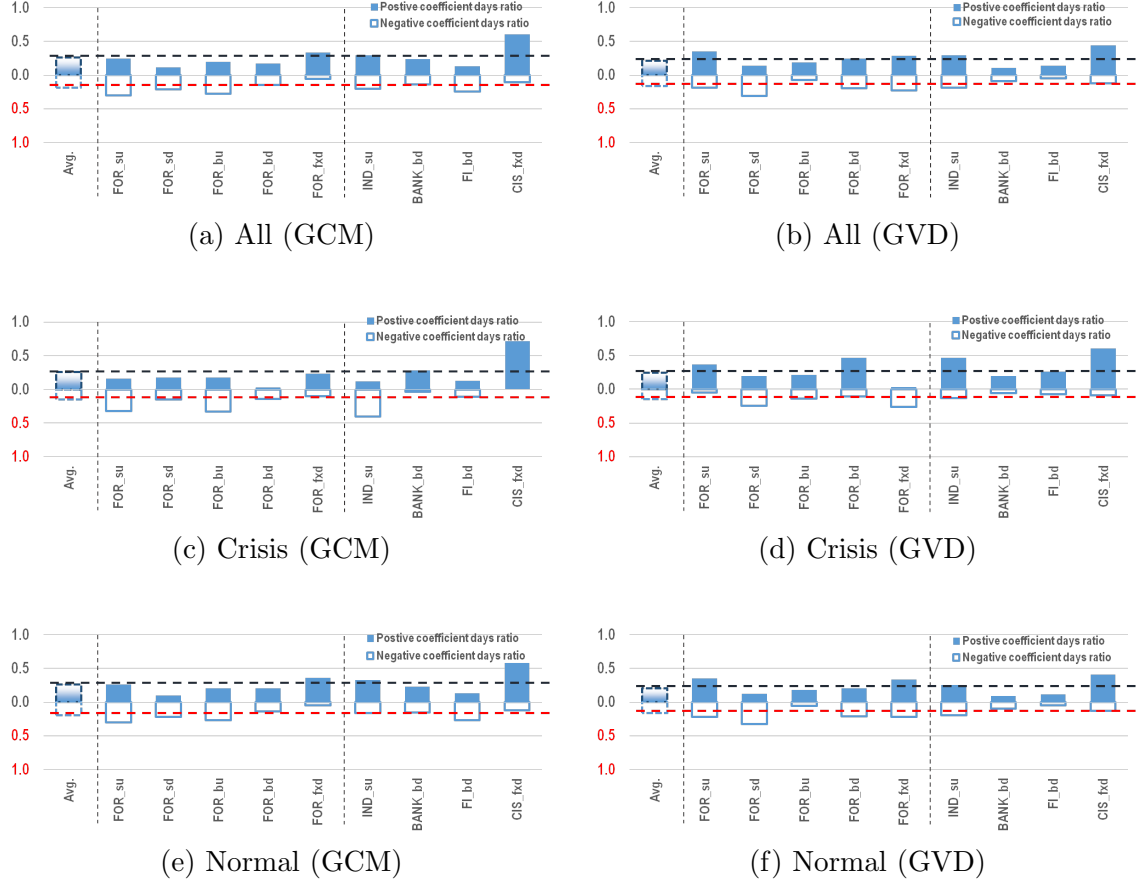 1.0
Postive coefficient days ratio
Negative coefficient days ratio
0.5
0.0
0.5
1.0
Avg.
FOR_su
FOR_sd
FOR_bu
FOR_bd
FOR_fxd
IND_su
BANK_bd
FI_bd
CIS_fxd
(a) All (GCM)
1.0
Postive coefficient days ratio
Negative coefficient days ratio
0.5
0.0
0.5
1.0
Avg.
FOR_su
FOR_sd
FOR_bu
FOR_bd
FOR_fxd
IND_su
BANK_bd
FI_bd
CIS_fxd
(b) All (GVD)
1.0
Postive coefficient days ratio
Negative coefficient days ratio
0.5
0.0
0.5
1.0
Avg.
FOR_su
FOR_sd
FOR_bu
FOR_bd
FOR_fxd
IND_su
BANK_bd
FI_bd
CIS_fxd
(c) Crisis (GCM)
1.0
Postive coefficient days ratio
Negative coefficient days ratio
0.5
0.0
0.5
1.0
Avg.
FOR_su
FOR_sd
FOR_bu
FOR_bd
FOR_fxd
IND_su
BANK_bd
FI_bd
CIS_fxd
(d) Crisis (GVD)
1.0
Postive coefficient days ratio
Negative coefficient days ratio
0.5
0.0
0.5
1.0
Avg.
FOR_su
FOR_sd
FOR_bu
FOR_bd
FOR_fxd
IND_su
BANK_bd
FI_bd
CIS_fxd
(e) Normal (GCM)
1.0
Postive coefficient days ratio
Negative coefficient days ratio
0.5
0.0
0.5
1.0
Avg.
FOR_su
FOR_sd
FOR_bu
FOR_bd
FOR_fxd
IND_su
BANK_bd
FI_bd
CIS_fxd
(f) Normal (GVD)